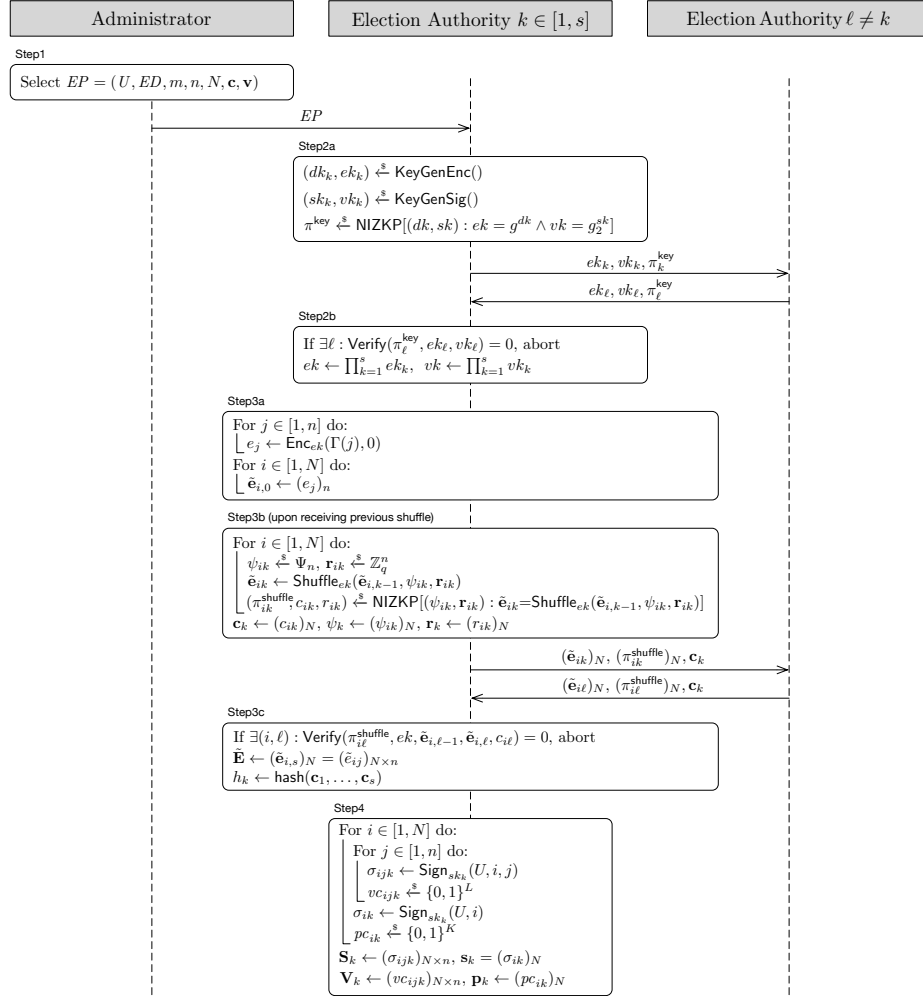 Administrator
Election Authority k ∈ [1, s]
Election Authority ℓ ≠ k
Step1
Select EP = (U, ED, m, n, N, c, v)
EP
Step2a
(dk_k, ek_k) ←$ KeyGenEnc()
(sk_k, vk_k) ←$ KeyGenSig()
π^key ←$ NIZKP[(dk, sk) : ek = g^dk ∧ vk = g_2^sk]
ek_k, vk_k, π_k^key
ek_ℓ, vk_ℓ, π_ℓ^key
Step2b
If ∃ℓ : Verify(π_ℓ^key, ek_ℓ, vk_ℓ) = 0, abort
ek ← ∏_{k=1}^s ek_k, vk ← ∏_{k=1}^s vk_k
Step3a
For j ∈ [1, n] do:
e_j ← Enc_ek(Γ(j), 0)
For i ∈ [1, N] do:
ẽ_{i,0} ← (e_j)_n
Step3b (upon receiving previous shuffle)
For i ∈ [1, N] do:
ψ_ik ←$ Ψ_n, r_ik ←$ ℤ_q^n
ẽ_ik ← Shuffle_ek(ẽ_{i,k−1}, ψ_ik, r_ik)
(π_ik^shuffle, c_ik, r_ik) ←$ NIZKP[(ψ_ik, r_ik) : ẽ_ik=Shuffle_ek(ẽ_{i,k−1}, ψ_ik, r_ik)]
c_k ← (c_ik)_N, ψ_k ← (ψ_ik)_N, r_k ← (r_ik)_N
(ẽ_ik)_N, (π_ik^shuffle)_N, c_k
(ẽ_iℓ)_N, (π_iℓ^shuffle)_N, c_k
Step3c
If ∃(i, ℓ) : Verify(π_iℓ^shuffle, ek, ẽ_{i,ℓ−1}, ẽ_{i,ℓ}, c_iℓ) = 0, abort
Ẽ ← (ẽ_{i,s})_N = (ẽ_ij)_{N×n}
h_k ← hash(c_1, . . . , c_s)
Step4
For i ∈ [1, N] do:
For j ∈ [1, n] do:
σ_ijk ← Sign_{sk_k}(U, i, j)
vc_ijk ←$ {0, 1}^L
σ_ik ← Sign_{sk_k}(U, i)
pc_ik ←$ {0, 1}^K
S_k ← (σ_ijk)_{N×n}, s_k = (σ_ik)_N
V_k ← (vc_ijk)_{N×n}, p_k ← (pc_ik)_N